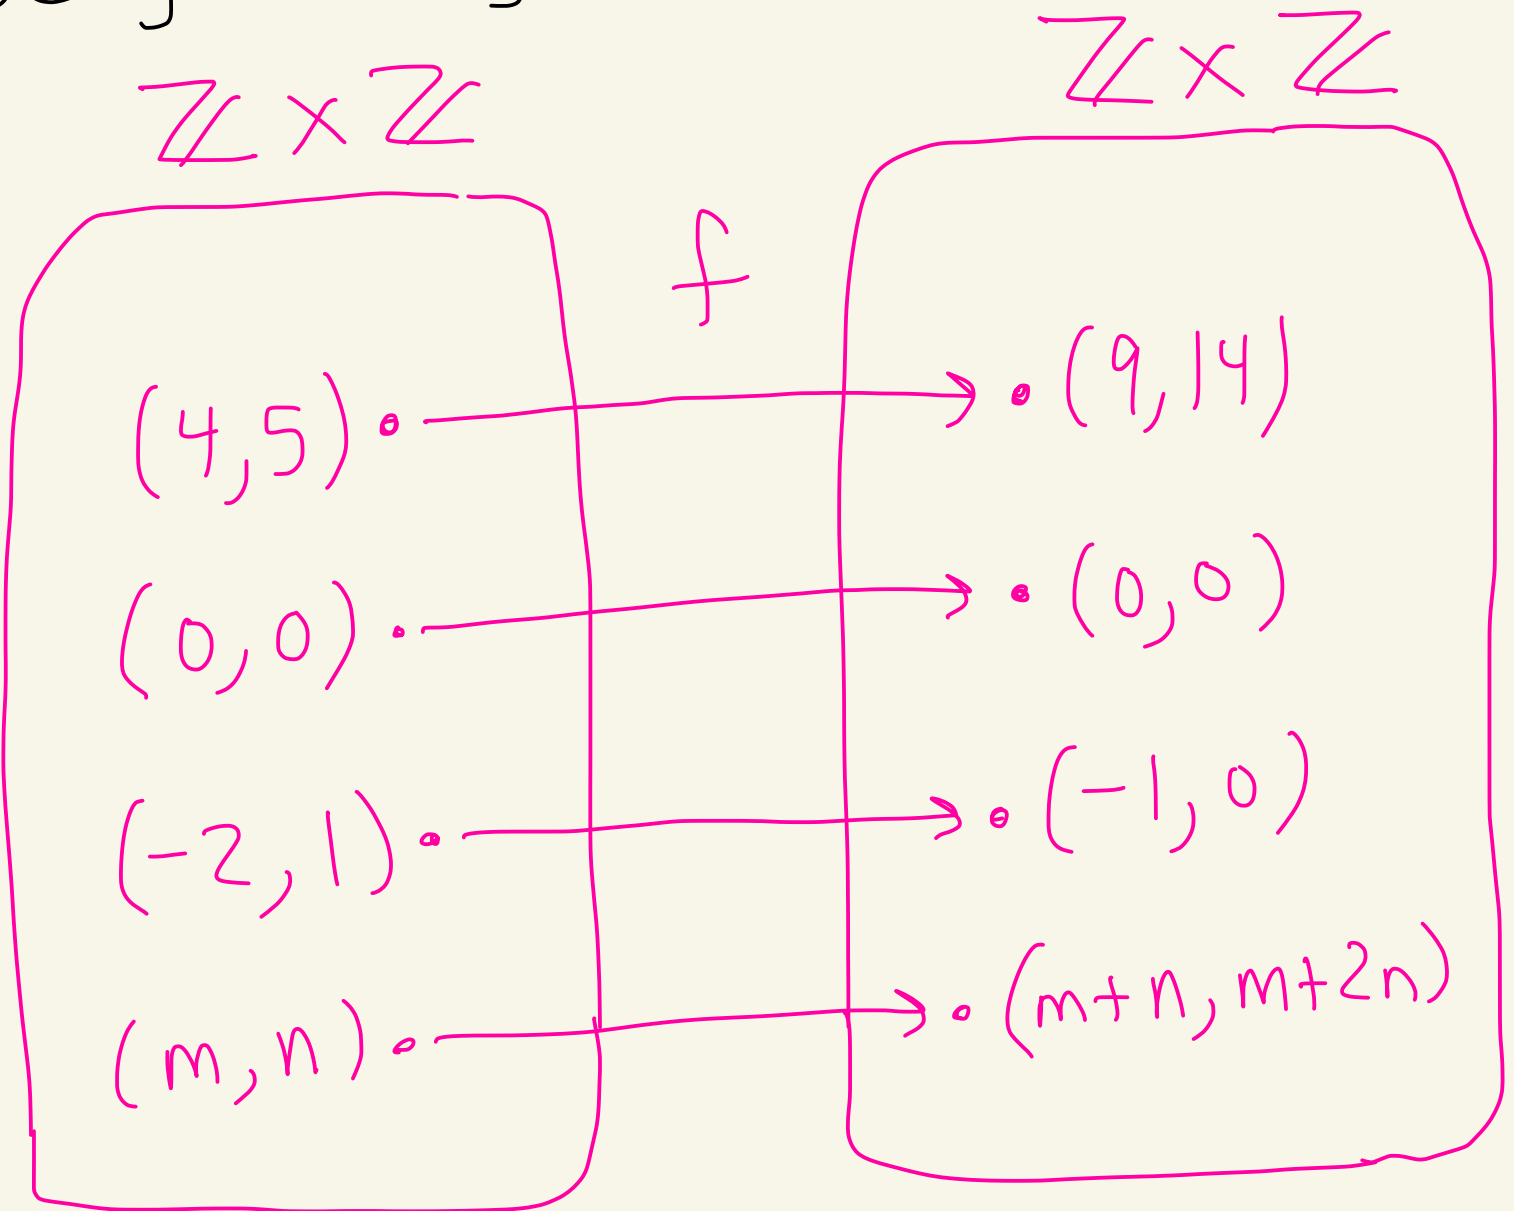 ℤ × ℤ
ℤ × ℤ
f
(4,5) (9,14)
(0,0) (0,0)
(-2,1) (-1,0)
(m,n) (m+n, m+2n)